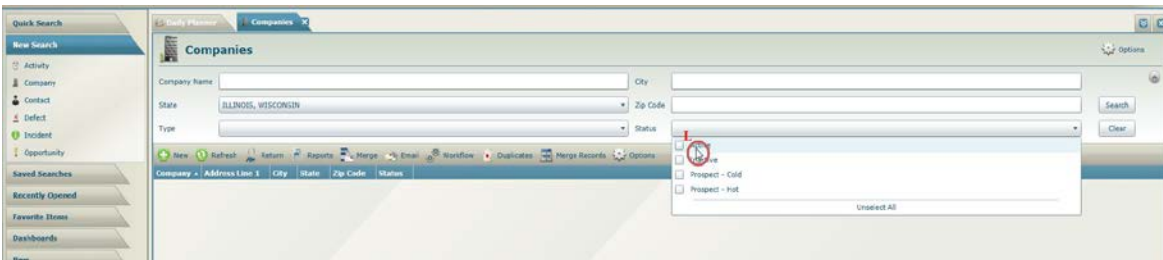 Quick Search
New Search
Activity
Company
Contact
Defect
Incident
Opportunity
Saved Searches
Recently Opened
Favorite Items
Dashboards
Daily Planner
Companies
Companies
Options
Company Name
City
State
ILLINOIS, WISCONSIN
Zip Code
Search
Type
Status
Clear
L
New Refresh Return Reports Merge Email Workflow Duplicates Merge Records Options
Company Address Line 1 City State Zip Code Status
Prospect - Cold
Prospect - Hot
Unselect All